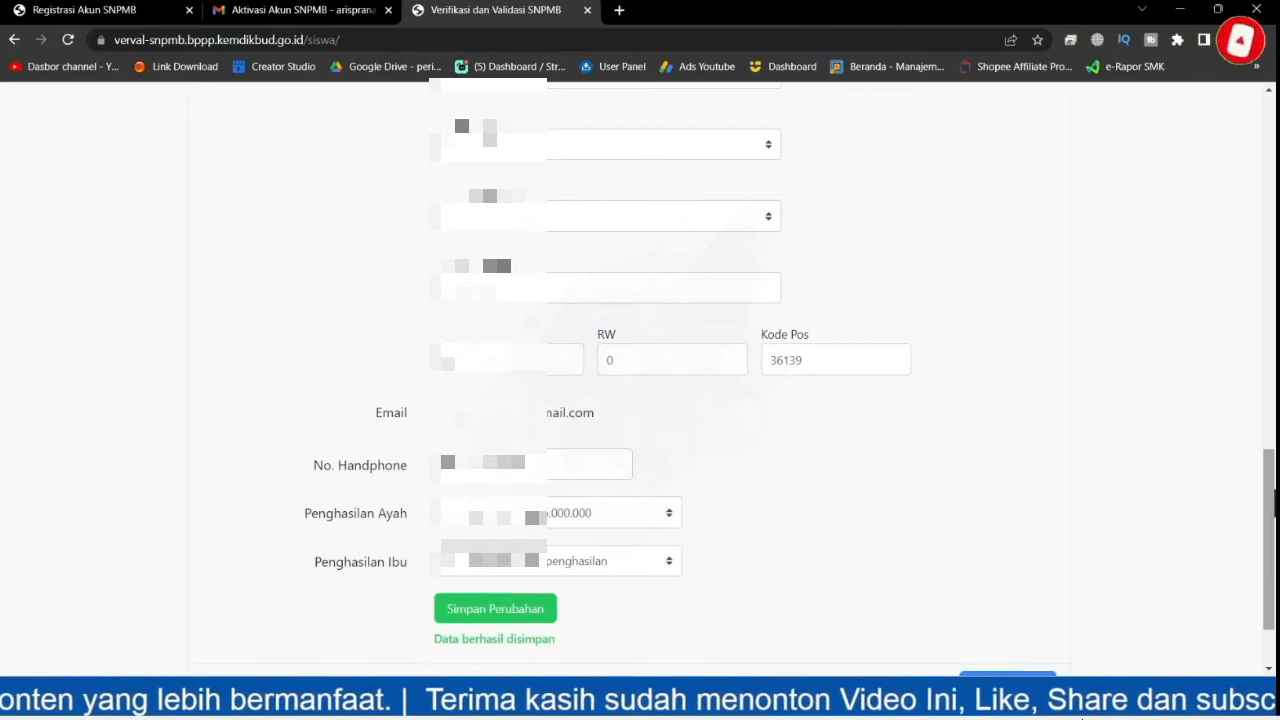 Registrasi Akun SNPMB
Aktivasi Akun SNPMB - arisprana
Verifikasi dan Validasi SNPMB
verval-snpmb.bppp.kemdikbud.go.id/siswa/
Dasbor channel - Y...
Link Download
Creator Studio
Google Drive - peri...
(5) Dashboard / Str...
User Panel
Ads Youtube
Dashboard
Beranda - Manajem...
Shopee Affiliate Pro...
e-Rapor SMK
»
RW
Kode Pos
0
36139
Email
nail.com
No. Handphone
Penghasilan Ayah
.000.000
Penghasilan Ibu
penghasilan
Simpan Perubahan
Data berhasil disimpan
onten yang lebih bermanfaat. | Terima kasih sudah menonton Video Ini, Like, Share dan subsc